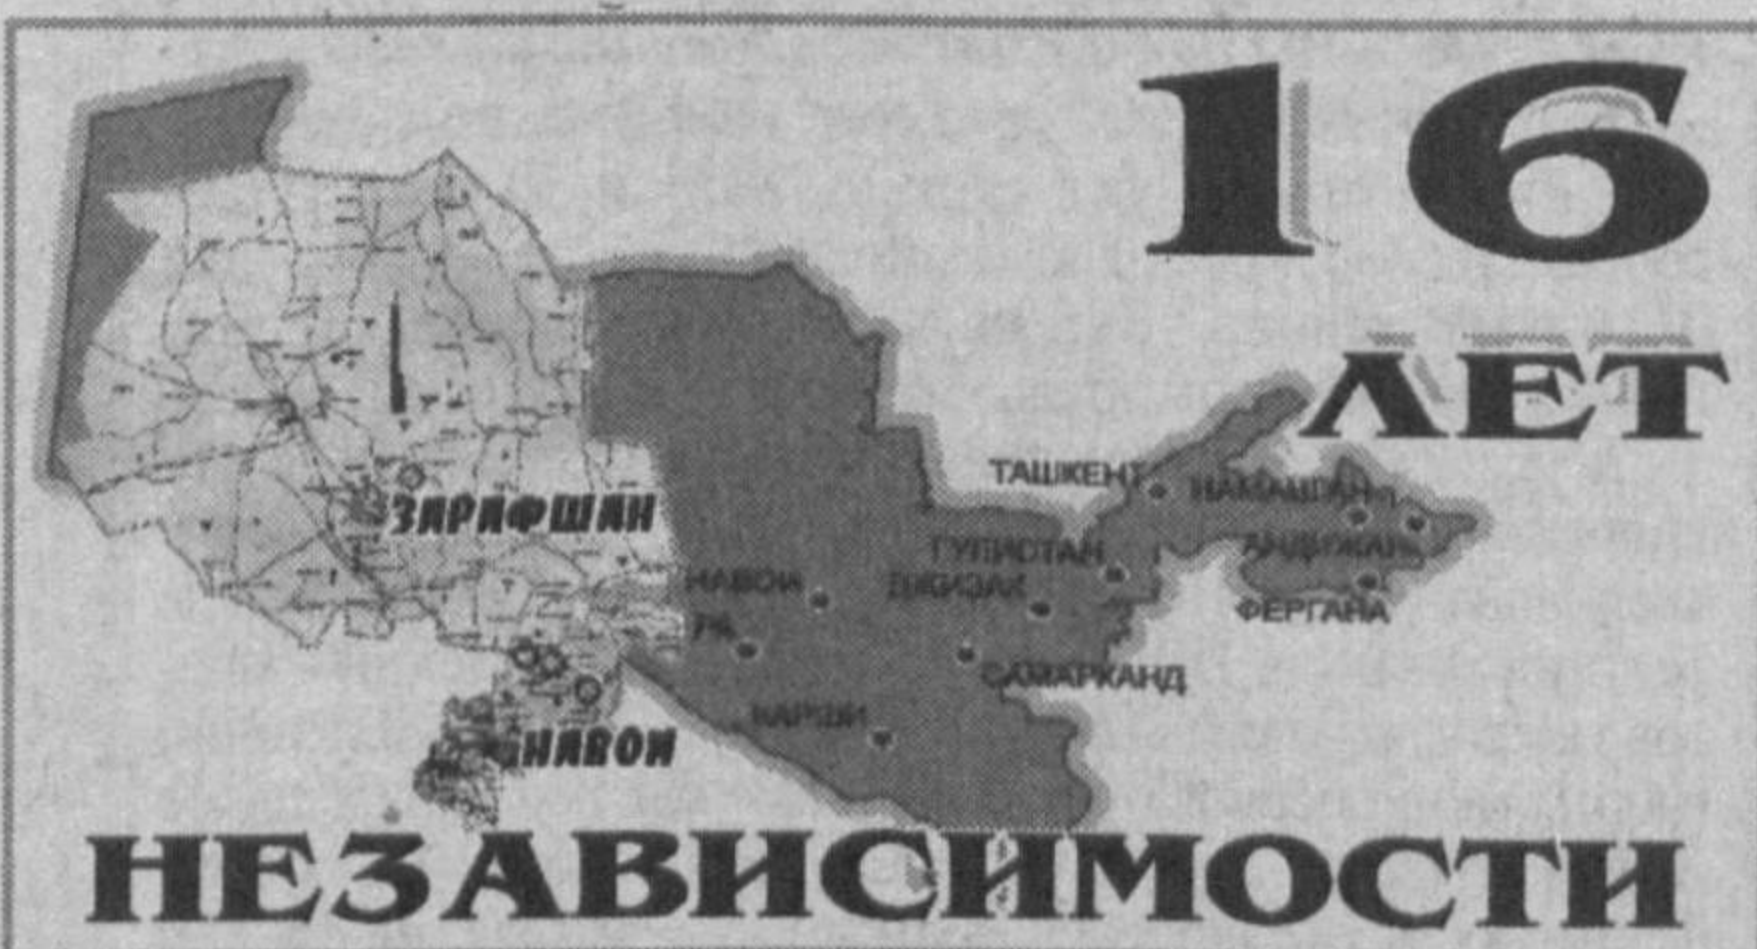 16
ЛЕТ
ТАШКЕНТ
НАМАНГАН
ЗАРАФШАН
ГУЛИСТАН
АНДИЖАН
НАВОИ
ДЖИЗАК
ФЕРГАНА
САМАРКАНД
КАРШИ
НАВОИ
НЕЗАВИСИМОСТИ